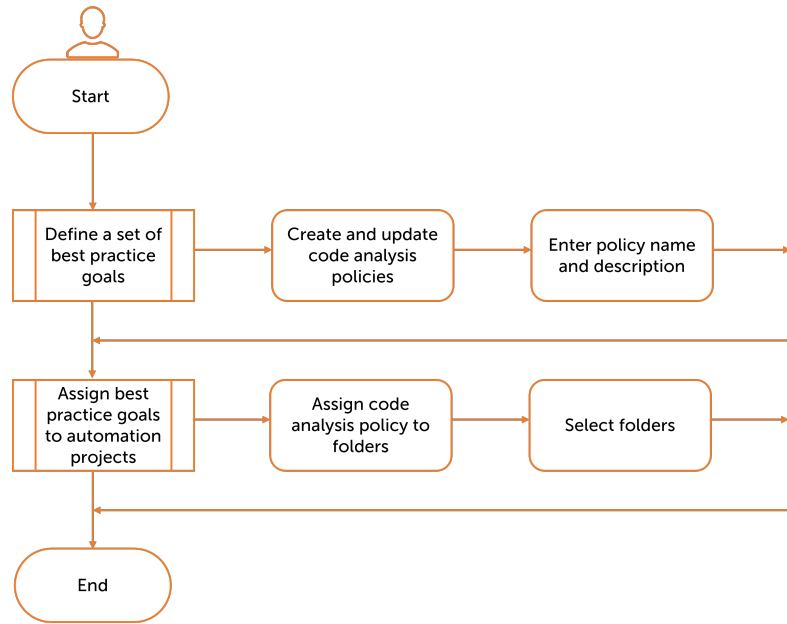 Start
Define a set of
best practice
goals
Create and update
code analysis
policies
Enter policy name
and description
Assign best
practice goals
to automation
projects
Assign code
analysis policy to
folders
Select folders
End